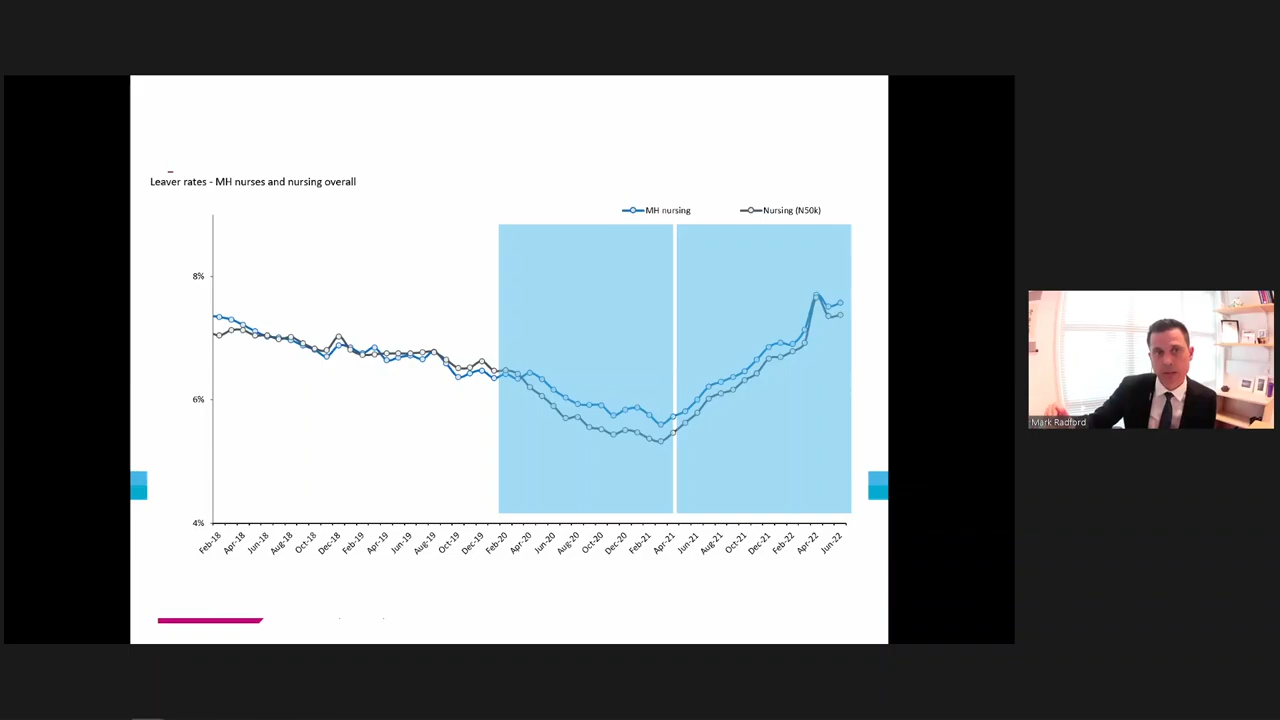 Leaver rates - MH nurses and nursing overall
MH nursing
Nursing (N50k)
8%
6%
4%
Feb-18
Apr-18
Jun-18
Aug-18
Oct-18
Dec-18
Feb-19
Apr-19
Jun-19
Aug-19
Oct-19
Dec-19
Feb-20
Apr-20
Jun-20
Aug-20
Oct-20
Dec-20
Feb-21
Apr-21
Jun-21
Aug-21
Oct-21
Dec-21
Feb-22
Apr-22
Jun-22
Mark Radford